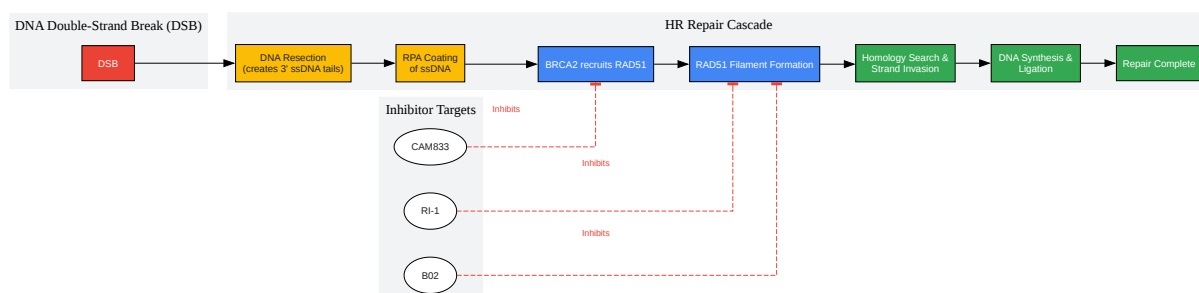 DNA Double-Strand Break (DSB)
HR Repair Cascade
DSB
DNA Resection
(creates 3' ssDNA tails)
RPA Coating
of ssDNA
BRCA2 recruits RAD51
RAD51 Filament Formation
Homology Search &
Strand Invasion
DNA Synthesis &
Ligation
Repair Complete
Inhibitor Targets
Inhibits
CAM833
Inhibits
RI-1
Inhibits
B02